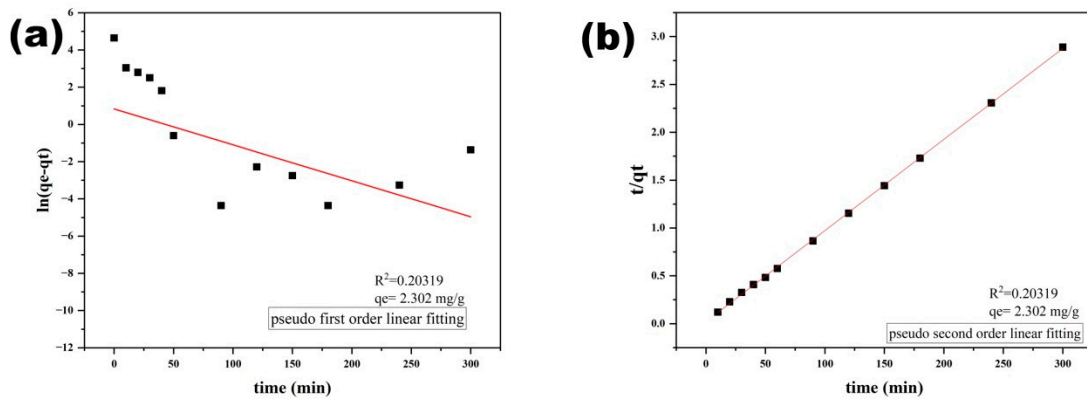 (a)
6
4
2
0
−2
−4
−6
−8
−10
−12
ln(qe-qt)
R²=0.20319
qe= 2.302 mg/g
pseudo first order linear fitting
0 50 100 150 200 250 300
time (min)
(b)
3.0
2.5
2.0
1.5
1.0
0.5
0.0
t/qt
R²=0.20319
qe= 2.302 mg/g
pseudo second order linear fitting
0 50 100 150 200 250 300
time (min)